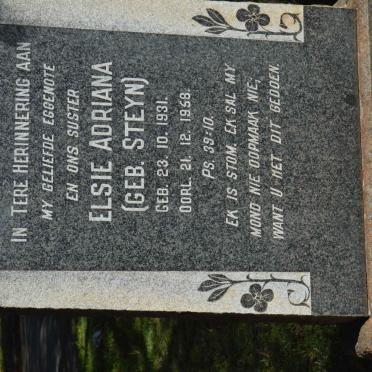 IN TERE HERINNERING AAN
MY GELIEFDE EGGENOTE
EN ONS SUSTER
ELSIE ADRIANA
(GEB. STEYN)
GEB. 23. 10. 1931.
OORL. 21. 12. 1968.
PS. 39:10.
EK IS STOM, EK SAL MY
MOND NIE OOPMAAK NIE;
WANT U HET DIT GEDOEN.